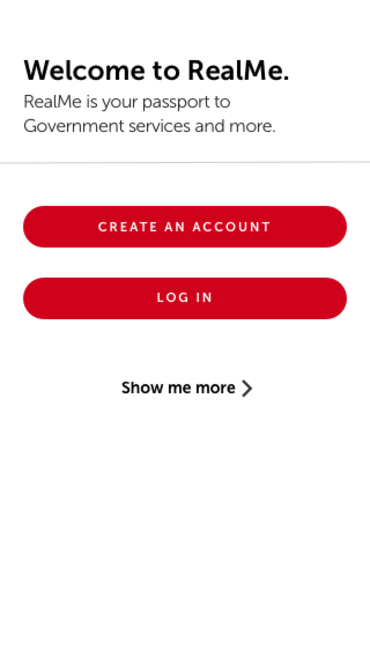 Welcome to RealMe.
RealMe is your passport to
Government services and more.
CREATE AN ACCOUNT
LOG IN
Show me more